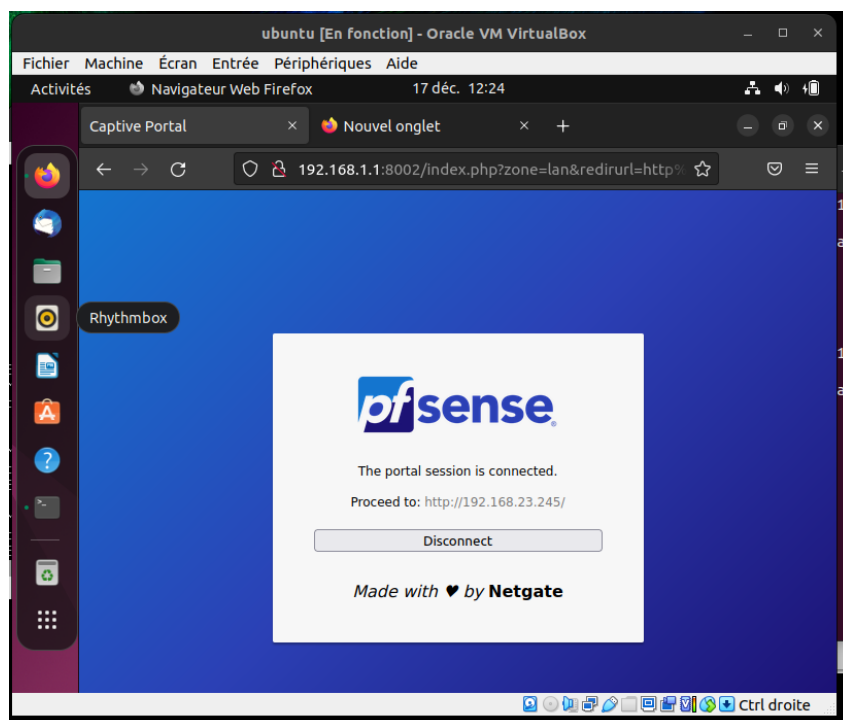 ubuntu [En fonction] - Oracle VM VirtualBox
Fichier Machine Écran Entrée Périphériques Aide
Activités Navigateur Web Firefox 17 déc. 12:24
Captive Portal Nouvel onglet
192.168.1.1:8002/index.php?zone=lan&redirurl=http%
Rhythmbox
pfsense
The portal session is connected.
Proceed to: http://192.168.23.245/
Disconnect
Made with ♥ by Netgate
Ctrl droite